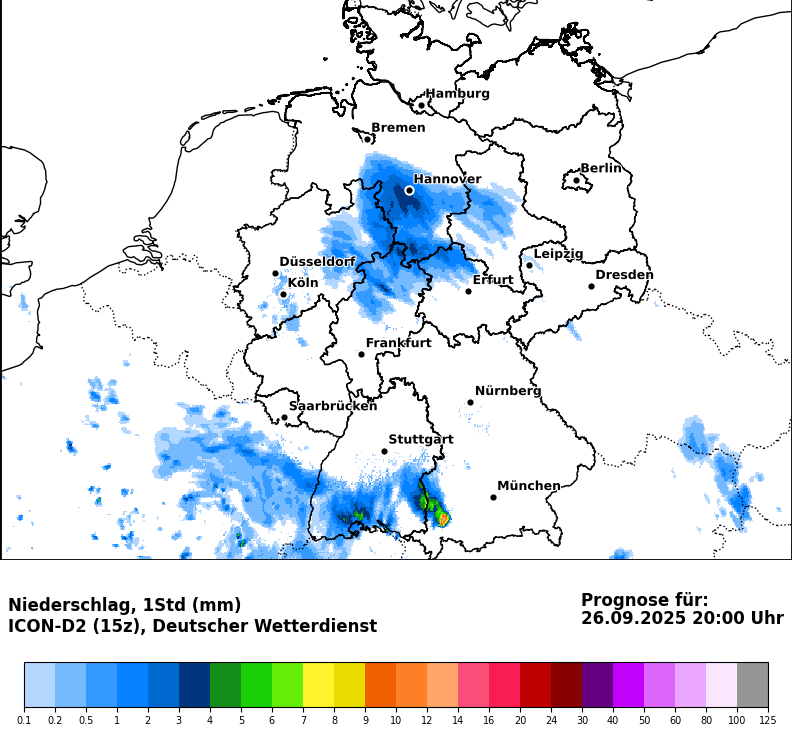 Hamburg
Bremen
Berlin
Hannover
Leipzig
Düsseldorf
Dresden
Köln
Erfurt
Frankfurt
Nürnberg
Saarbrücken
Stuttgart
München
Niederschlag, 1Std (mm)
ICON-D2 (15z), Deutscher Wetterdienst
Prognose für:
26.09.2025 20:00 Uhr
0.1 0.2 0.5 1 2 3 4 5 6 7 8 9 10 12 14 16 20 24 30 40 50 60 80 100 125